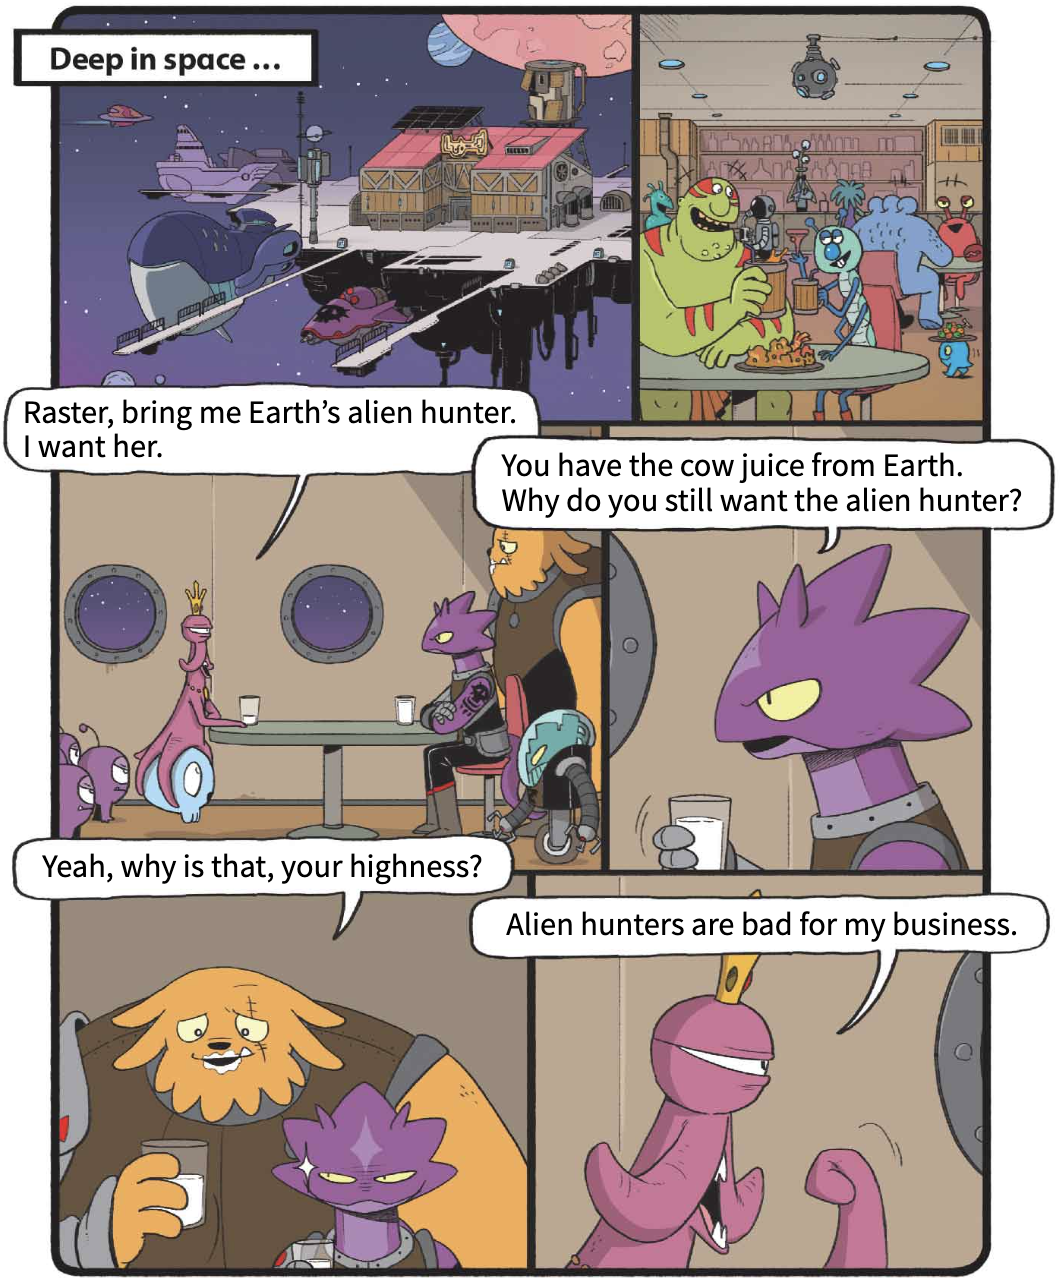 Deep in space ...
Raster, bring me Earth's alien hunter.
I want her.
You have the cow juice from Earth.
Why do you still want the alien hunter?
Yeah, why is that, your highness?
Alien hunters are bad for my business.